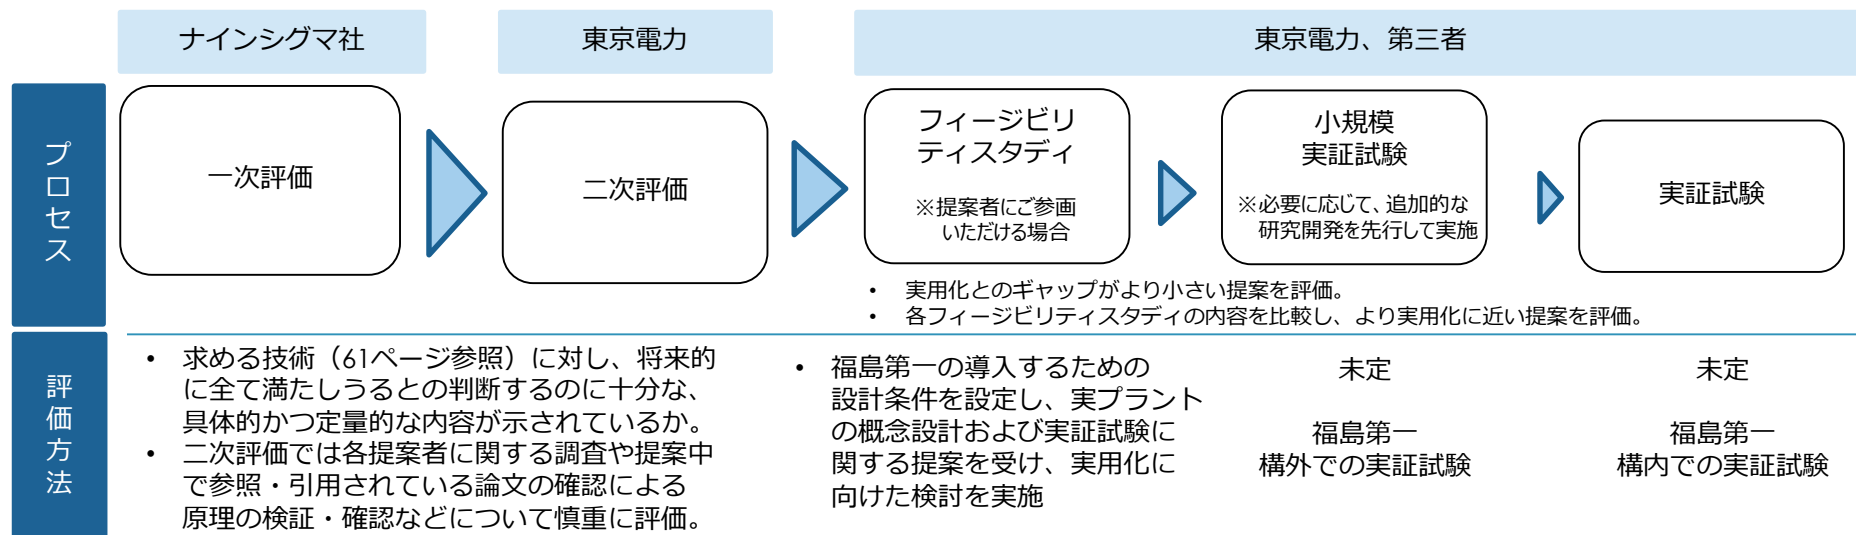 ナインシグマ社
東京電力
東京電力、第三者
プロセス
一次評価
二次評価
フィージビリ
ティスタディ
※提案者にご参画
いただける場合
小規模
実証試験
※必要に応じて、追加的な
研究開発を先行して実施
実証試験
• 実用化とのギャップがより小さい提案を評価。
• 各フィージビリティスタディの内容を比較し、より実用化に近い提案を評価。
評価方法
• 求める技術（61ページ参照）に対し、将来的
に全て満たしうるとの判断するのに十分な、
具体的かつ定量的な内容が示されているか。
• 二次評価では各提案者に関する調査や提案中
で参照・引用されている論文の確認による
原理の検証・確認などについて慎重に評価。
• 福島第一の導入するための
設計条件を設定し、実プラント
の概念設計および実証試験に
関する提案を受け、実用化に
向けた検討を実施
未定
福島第一
構外での実証試験
未定
福島第一
構内での実証試験